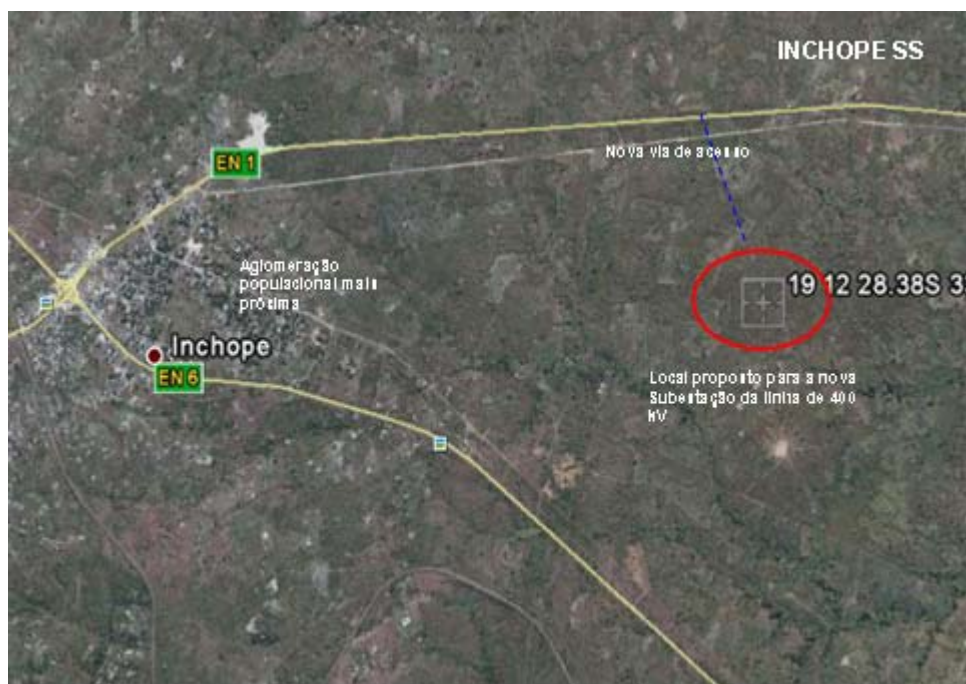 INCHOPE SS
EN 1
Nova via de acesso
Aglomeração
populacional mais
próxima
19 12 28.38S 3
Inchope
EN 6
Local proposto para a nova
Subestação da linha de 400
kV